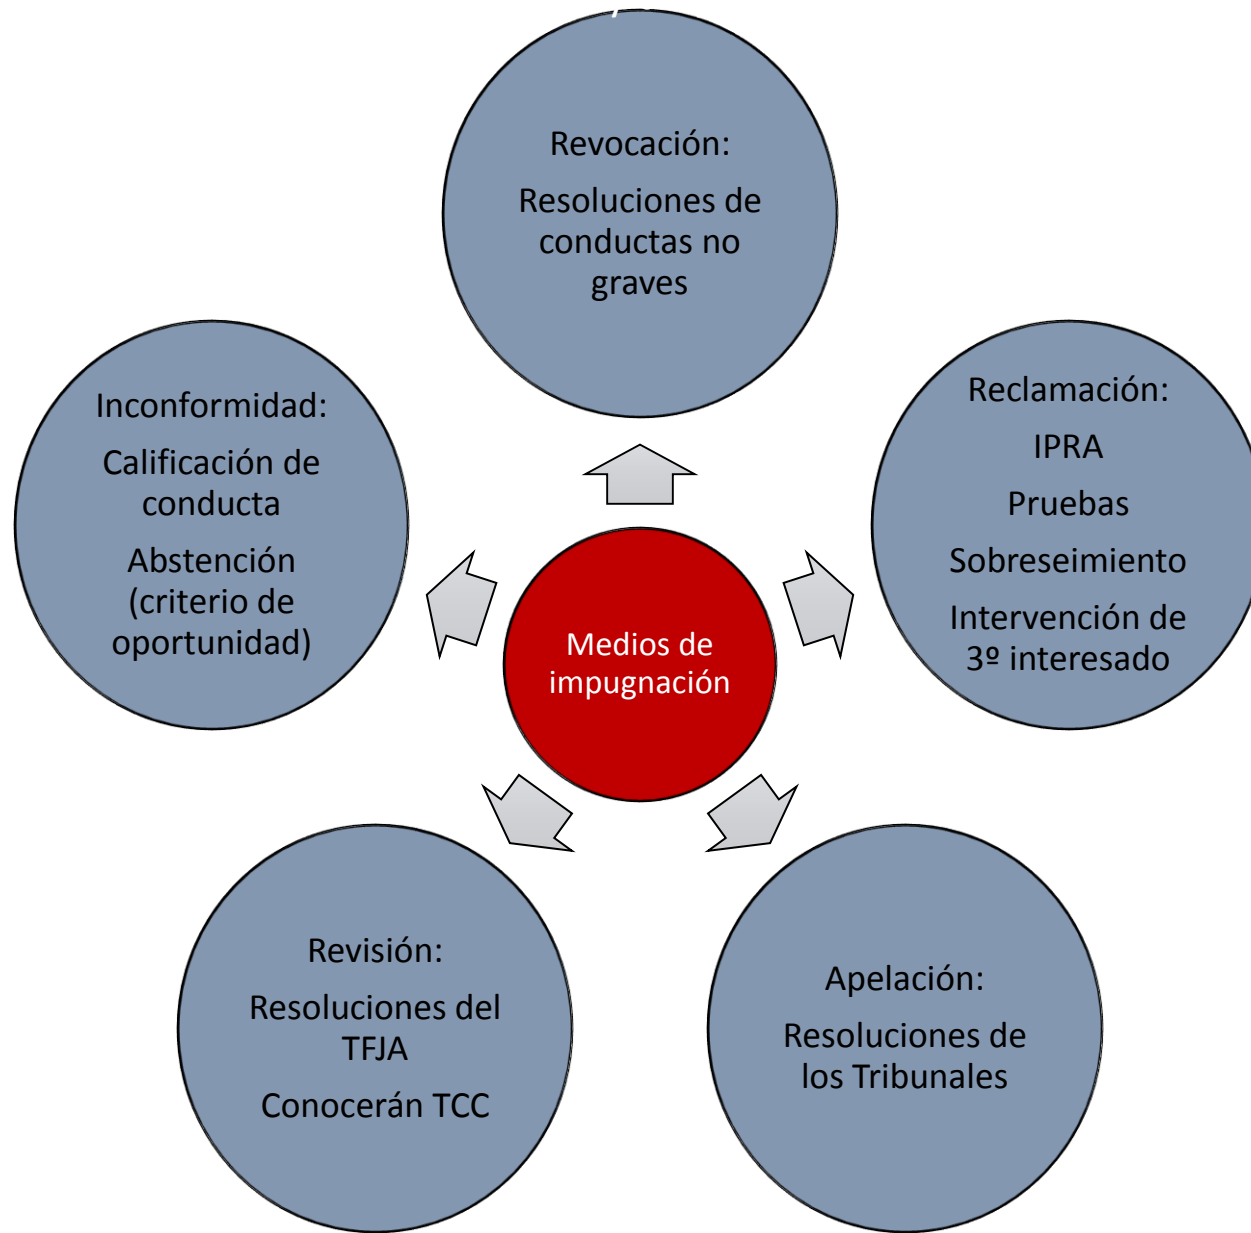 Revocación:
Resoluciones de
conductas no
graves
Inconformidad:
Calificación de
conducta
Abstención
(criterio de
oportunidad)
Reclamación:
IPRA
Pruebas
Sobreseimiento
Intervención de
3º interesado
Medios de
impugnación
Revisión:
Resoluciones del
TFJA
Conocerán TCC
Apelación:
Resoluciones de
los Tribunales